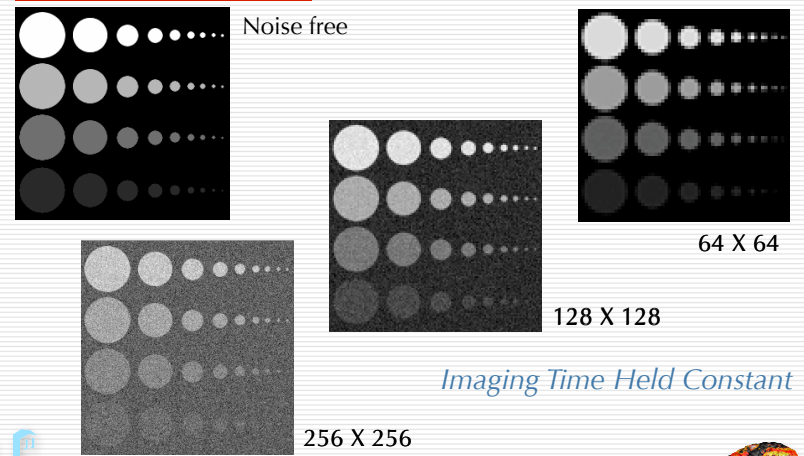 Noise free
64 X 64
128 X 128
Imaging Time Held Constant
256 X 256